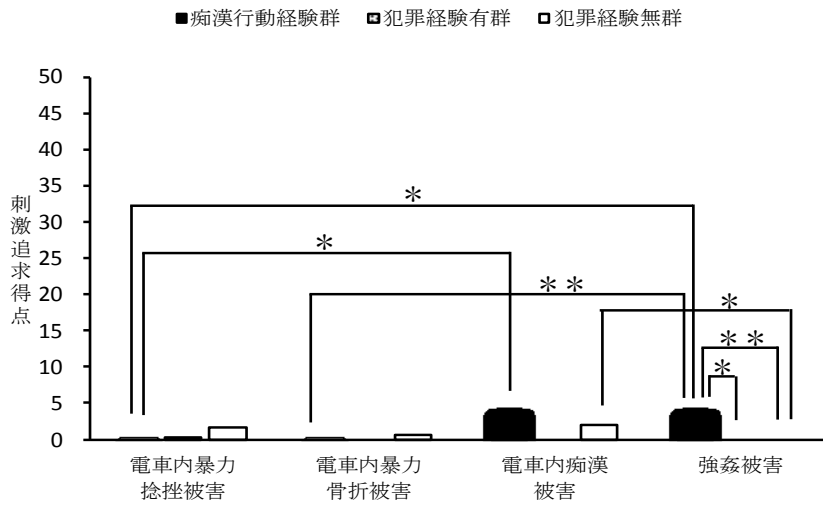 ■痴漢行動経験群 ■犯罪経験有群 □犯罪経験無群
50
45
40
35
30
25
20
15
10
5
0
刺激追求得点
＊
＊
＊＊
＊
＊＊
＊
電車内暴力
捻挫被害
電車内暴力
骨折被害
電車内痴漢
被害
強姦被害